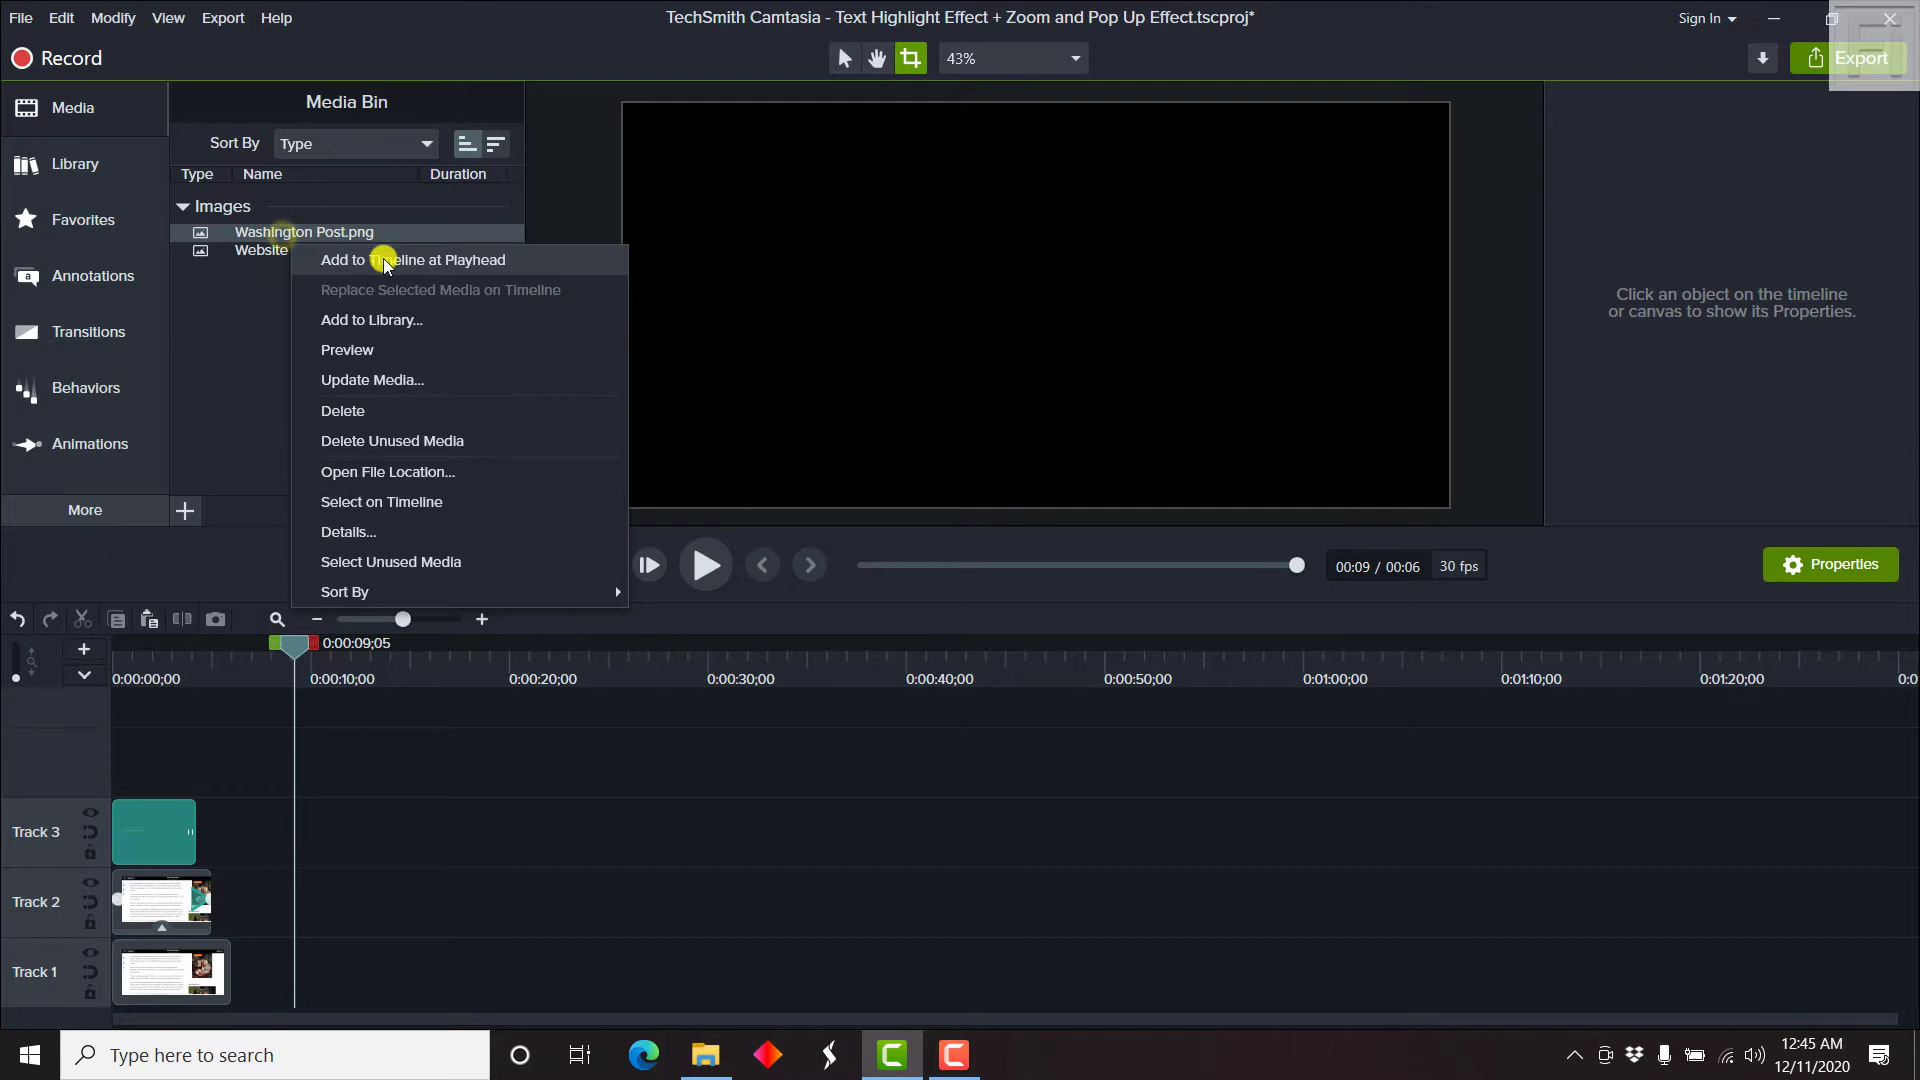 File Edit Modify View Export Help
TechSmith Camtasia - Text Highlight Effect + Zoom and Pop Up Effect.tscproj*
Sign In
Record
43%
Export
Media
Media Bin
Sort By Type
Library
Type Name Duration
Images
Favorites
Washington Post.png
Website
Add to Timeline at Playhead
Annotations
Replace Selected Media on Timeline
Click an object on the timeline
or canvas to show its Properties.
Add to Library...
Transitions
Preview
Update Media...
Behaviors
Delete
Delete Unused Media
Animations
Open File Location...
Select on Timeline
More
Details...
Select Unused Media
00:09 / 00:06 30 fps
Properties
Sort By
0:00:09;05
0:00:00;00 0:00:10;00 0:00:20;00 0:00:30;00 0:00:40;00 0:00:50;00 0:01:00;00 0:01:10;00 0:01:20;00 0:0
Track 3
Track 2
Track 1
Type here to search
12:45 AM
12/11/2020